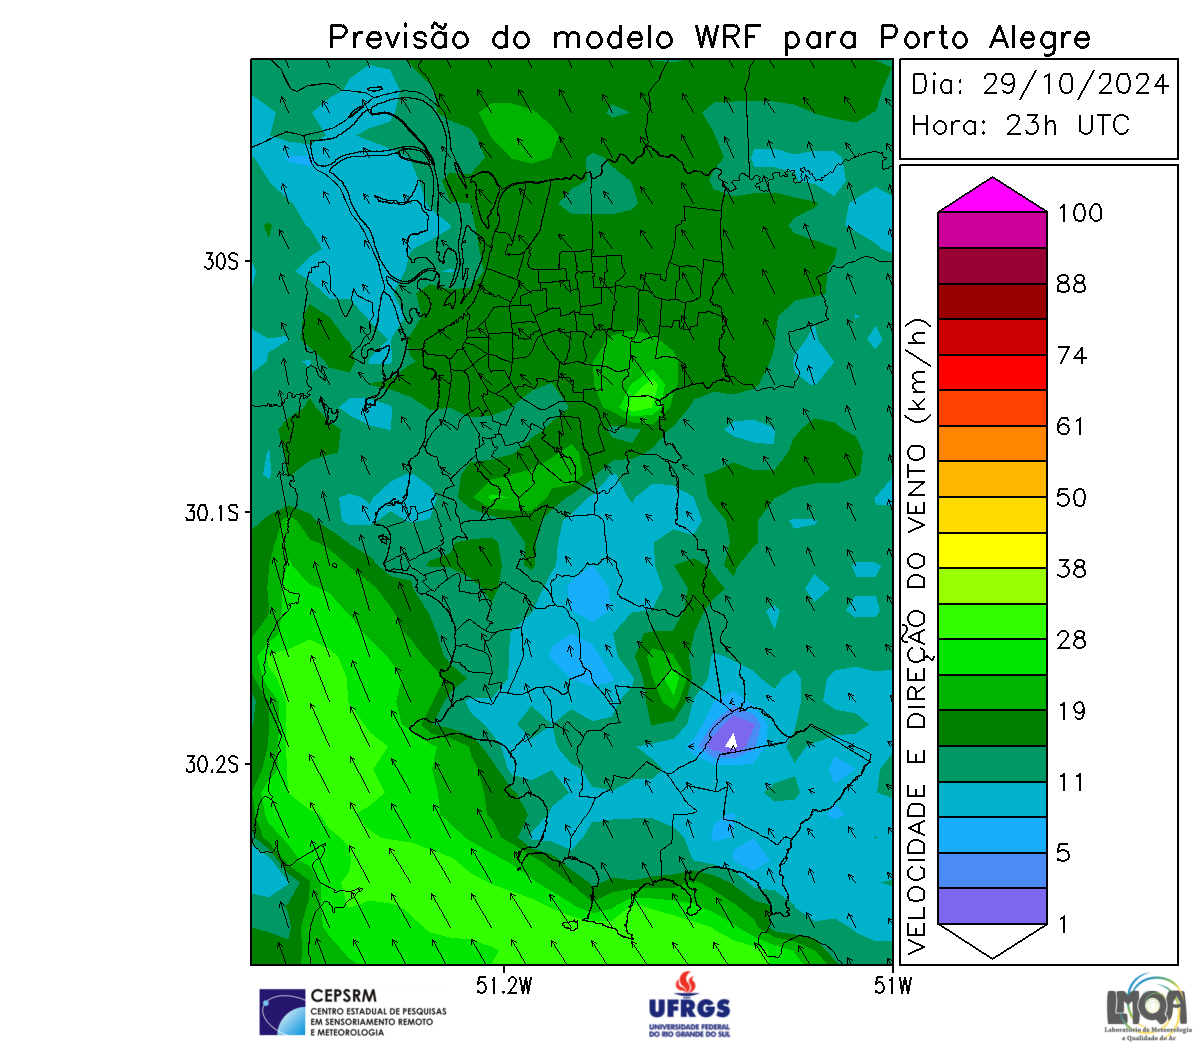 Previsão do modelo WRF para Porto Alegre
Dia: 29/10/2024
Hora: 23h UTC
30S
30.1S
30.2S
51.2W
51W
VELOCIDADE E DIREÇÃO DO VENTO (km/h)
100
88
74
61
50
38
28
19
11
5
1
CEPSRM
CENTRO ESTADUAL DE PESQUISAS
EM SENSORIAMENTO REMOTO
E METEOROLOGIA
UFRGS
UNIVERSIDADE FEDERAL
DO RIO GRANDE DO SUL
LMQA
Laboratório de Meteorologia
e Qualidade do Ar